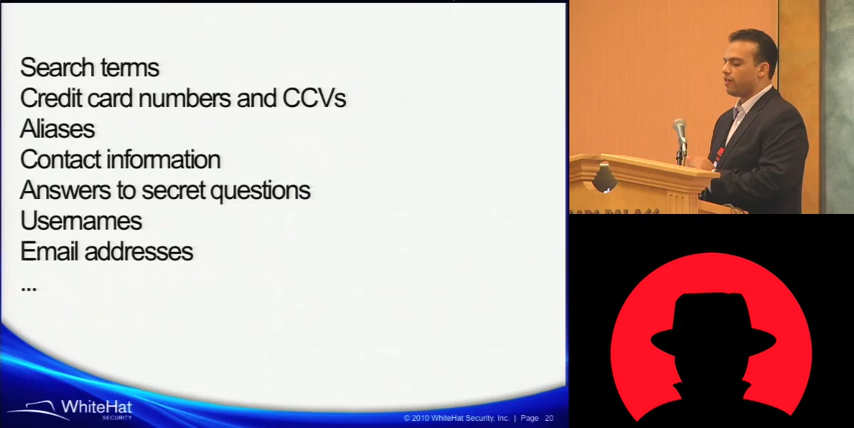 Search terms
Credit card numbers and CCVs
Aliases
Contact information
Answers to secret questions
Usernames
Email addresses
...
WhiteHat
SECURITY
© 2010 WhiteHat Security, Inc. | Page 20